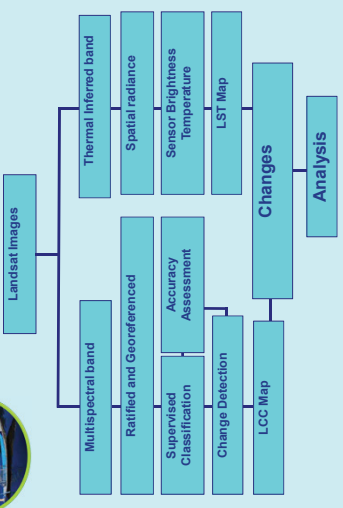 Landsat Images
Multispectral band
Thermal Inferred band
Ratified and Georeferenced
Spatial radiance
Supervised
Classification
Accuracy
Assessment
Sensor Brightness
Temperature
Change Detection
LST Map
LCC Map
Changes
Analysis